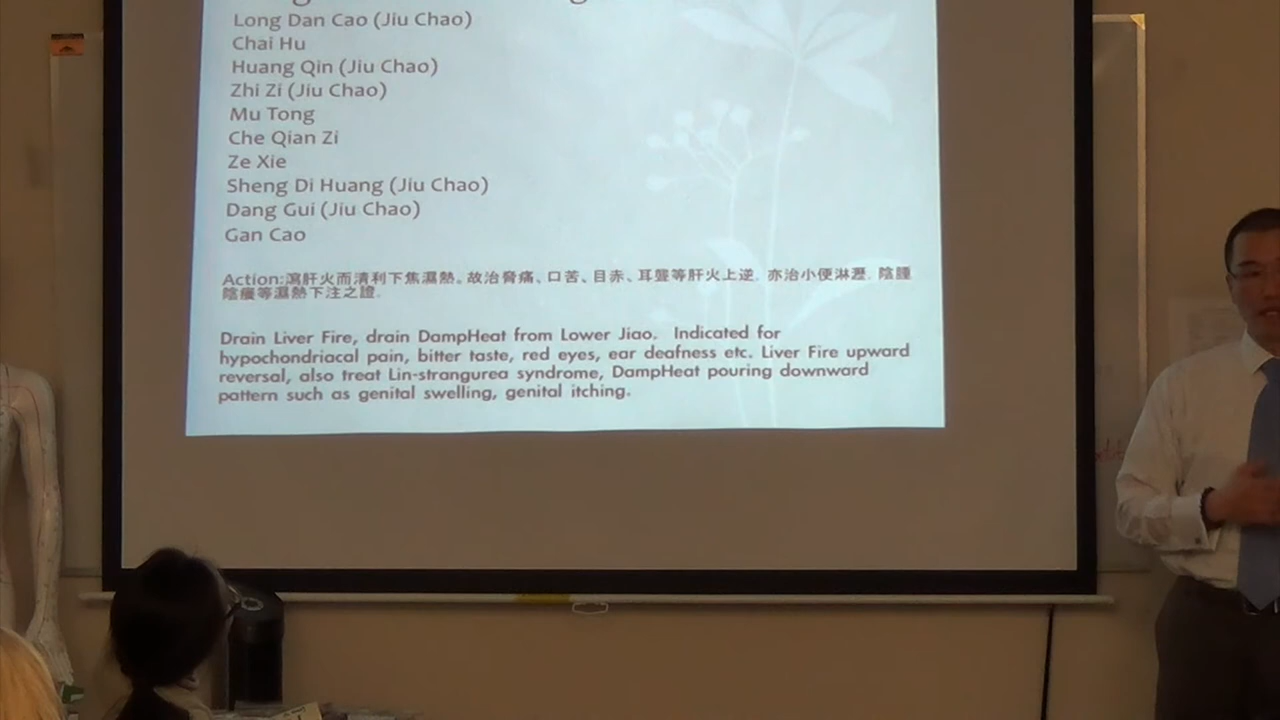 Long Dan Cao (Jiu Chao)
Chai Hu
Huang Qin (Jiu Chao)
Zhi Zi (Jiu Chao)
Mu Tong
Che Qian Zi
Ze Xie
Sheng Di Huang (Jiu Chao)
Dang Gui (Jiu Chao)
Gan Cao
Action:瀉肝火而清利下焦濕熱。故治脅痛、口苦、目赤、耳聾等肝火上逆. 亦治小便淋瀝. 陰腫
陰癢等濕熱下注之證.
Drain Liver Fire, drain DampHeat from Lower Jiao. Indicated for
hypochondriacal pain, bitter taste, red eyes, ear deafness etc. Liver Fire upward
reversal, also treat Lin-strangurea syndrome, DampHeat pouring downward
pattern such as genital swelling, genital itching.